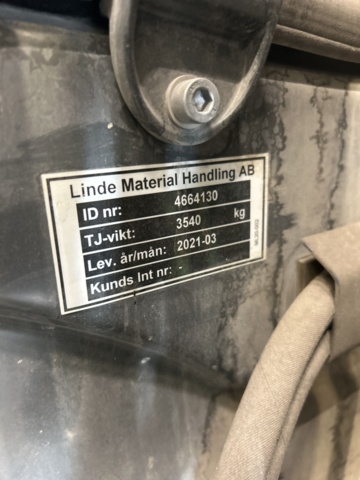 Linde Material Handling AB
ID nr: 4664130
TJ-vikt: 3540 kg
Lev. år/mån: 2021-03
Kunds Int nr: -